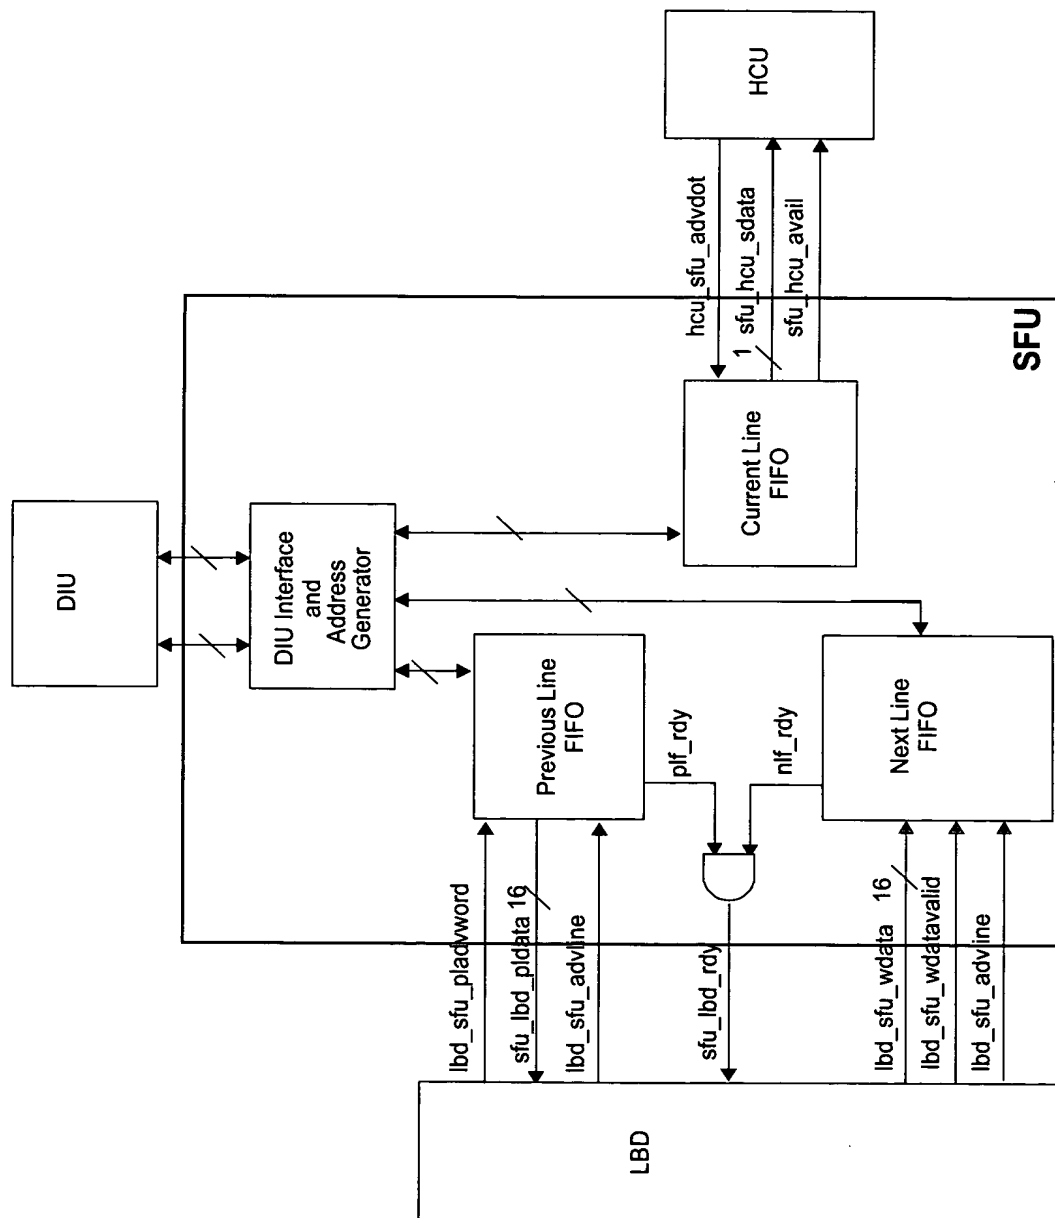 DIU
DIU Interface
and
Address
Generator
LBD
lbd_sfu_pladvword
sfu_lbd_pldata 16
lbd_sfu_advline
Previous Line
FIFO
plf_rdy
sfu_lbd_rdy
nlf_rdy
lbd_sfu_wdata 16
lbd_sfu_wdatavalid
lbd_sfu_advline
Next Line
FIFO
Current Line
FIFO
hcu_sfu_advdot
1 sfu_hcu_sdata
sfu_hcu_avail
HCU
SFU